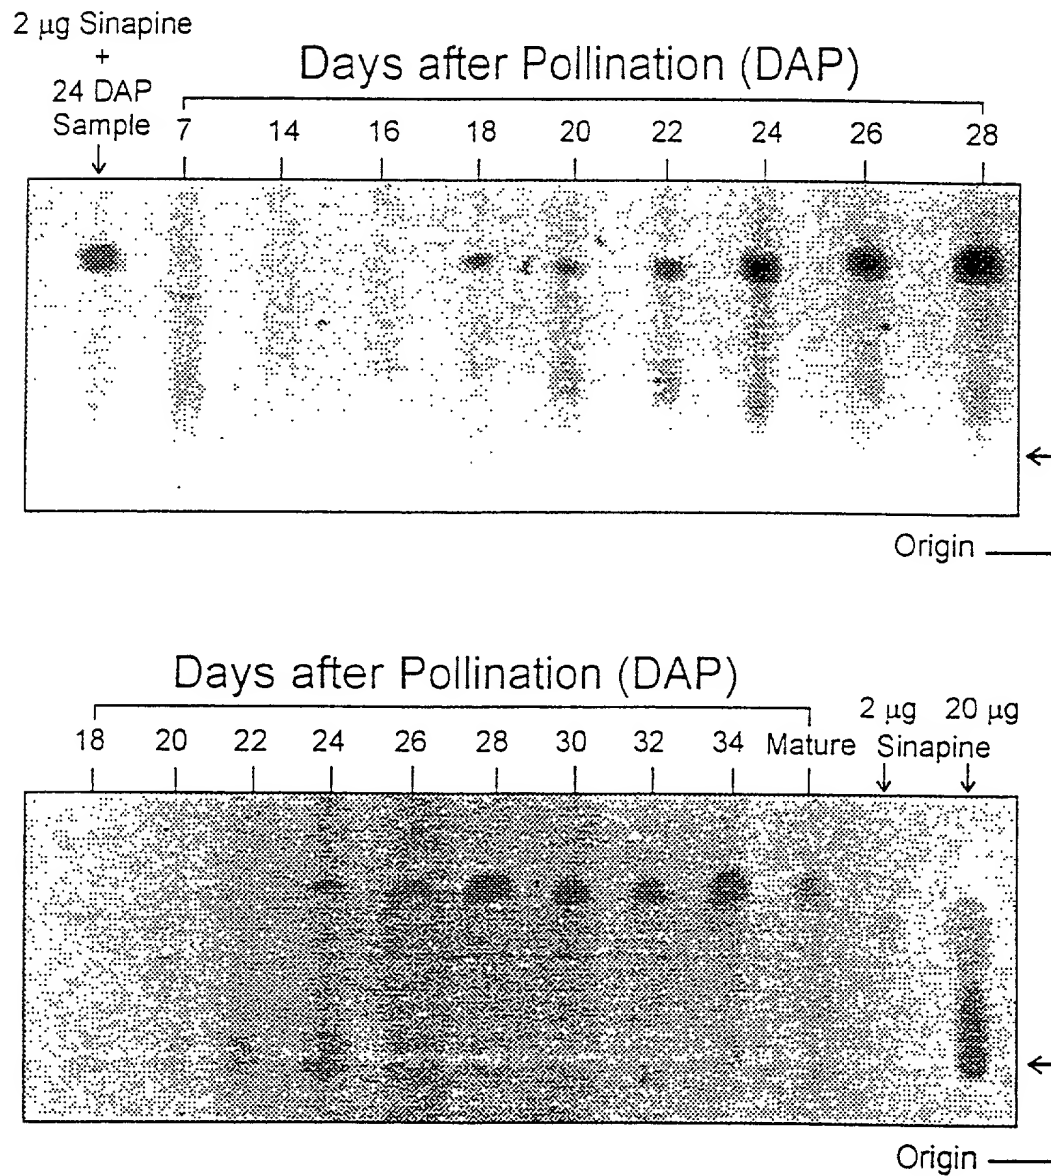 2 µg Sinapine
+
24 DAP
Sample
Days after Pollination (DAP)
7 14 16 18 20 22 24 26 28
Origin
Days after Pollination (DAP)
18 20 22 24 26 28 30 32 34 Mature
2 µg 20 µg
Sinapine
Origin